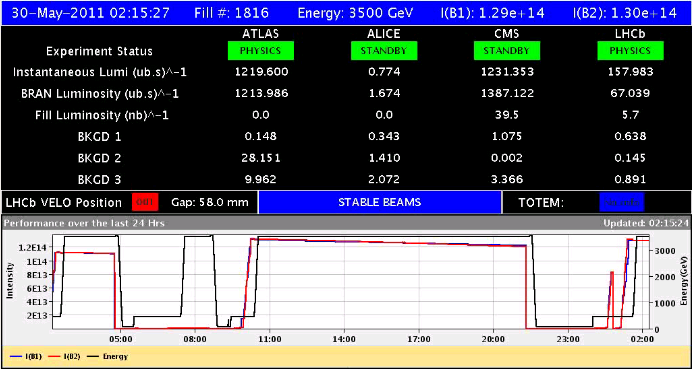 30-May-2011 02:15:27 Fill #: 1816 Energy: 3500 GeV I(B1): 1.29e+14 I(B2): 1.30e+14
ATLAS ALICE CMS LHCb
Experiment Status PHYSICS STANDBY STANDBY PHYSICS
Instantaneous Lumi (ub.s)^-1 1219.600 0.774 1231.353 157.983
BRAN Luminosity (ub.s)^-1 1213.986 1.674 1387.122 67.039
Fill Luminosity (nb)^-1 0.0 0.0 39.5 5.7
BKGD 1 0.148 0.343 1.075 0.638
BKGD 2 28.151 1.410 0.002 0.145
BKGD 3 9.962 2.072 3.366 0.891
LHCb VELO Position Gap: 58.0 mm STABLE BEAMS TOTEM:
Performance over the last 24 Hrs Updated: 02:15:24
Intensity
1.2E14
1E14
8E13
6E13
4E13
2E13
3000
2000
1000
0
Energy(GeV)
05:00 08:00 11:00 14:00 17:00 20:00 23:00 02:00
I(B1) I(B2) Energy